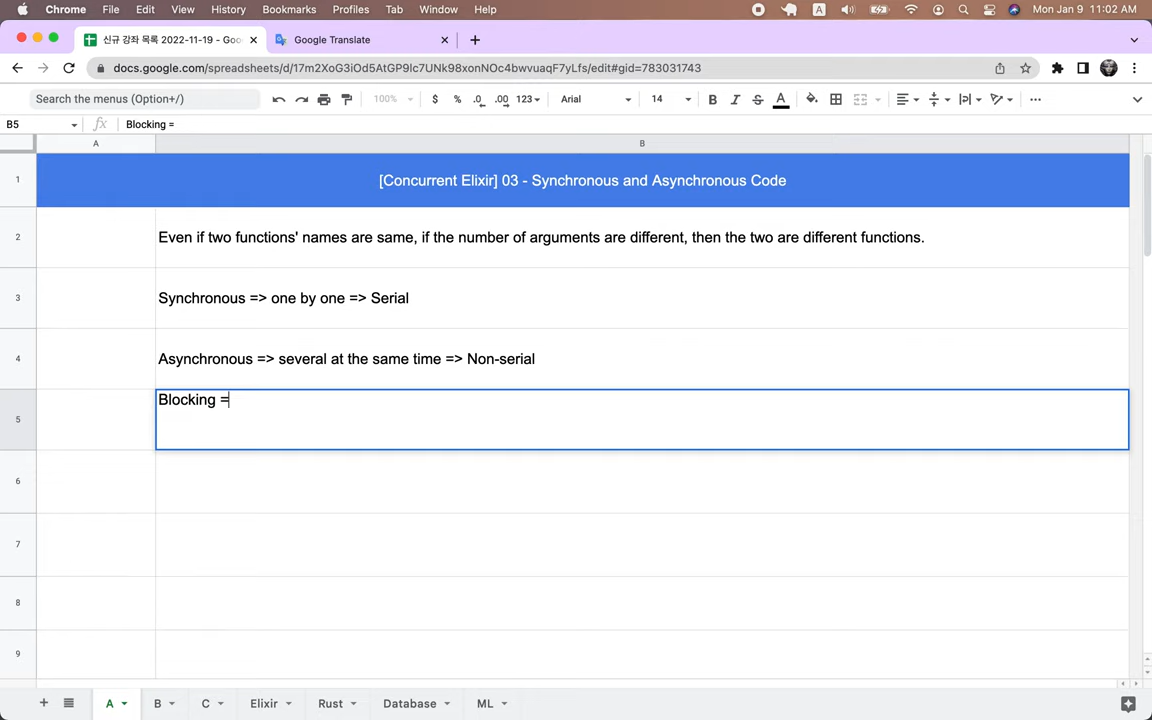 Chrome File Edit View History Bookmarks Profiles Tab Window Help A Mon Jan 9 11:02 AM
신규 강좌 목록 2022-11-19 - Goo
Google Translate
docs.google.com/spreadsheets/d/17m2XoG3iOd5AtGP9lc7UNk98xonNOc4bwvuaqF7yLfs/edit#gid=783031743
Search the menus (Option+/) 100% $ % .0 .00 123 Arial 14 B I S A
B5 fx Blocking =
A B
1 [Concurrent Elixir] 03 - Synchronous and Asynchronous Code
2 Even if two functions' names are same, if the number of arguments are different, then the two are different functions.
3 Synchronous => one by one => Serial
4 Asynchronous => several at the same time => Non-serial
5 Blocking =
6
7
8
9
+ A B C Elixir Rust Database ML